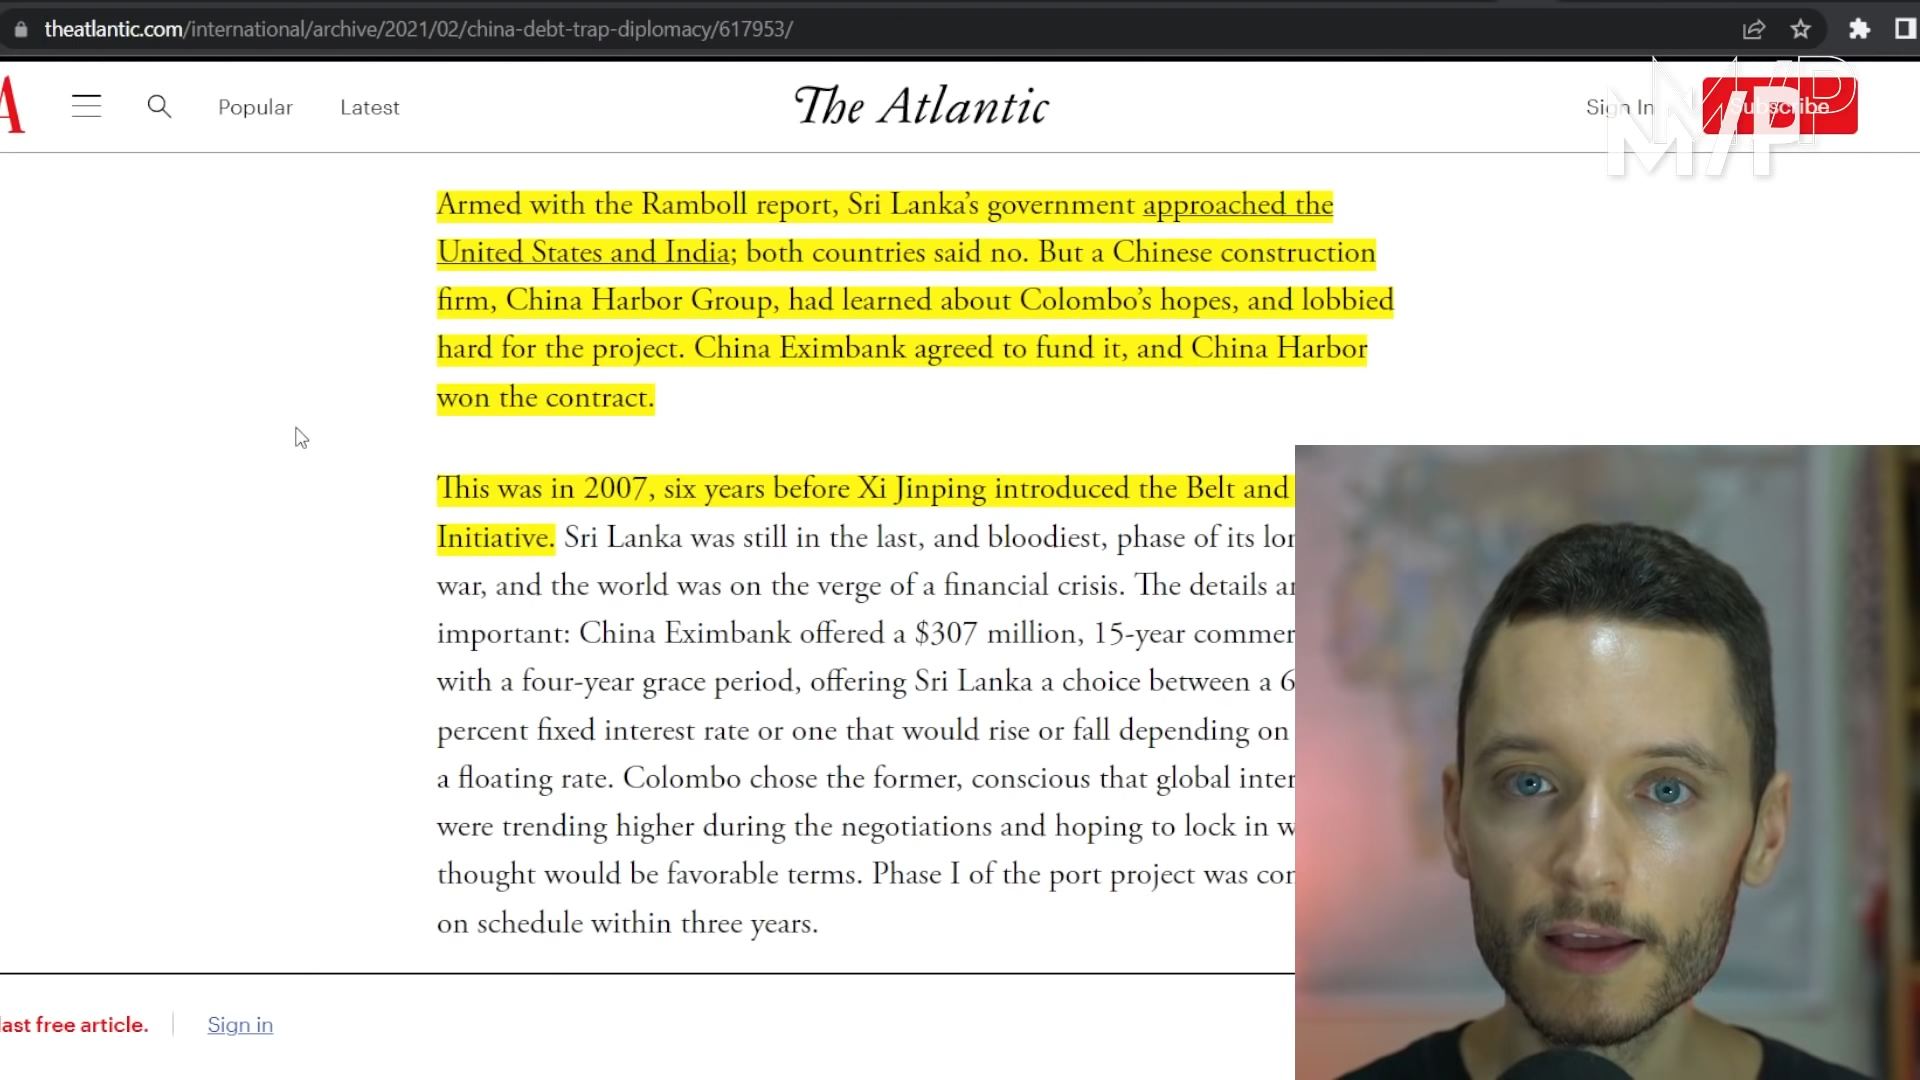 theatlantic.com/international/archive/2021/02/china-debt-trap-diplomacy/617953/
A
Popular
Latest
The Atlantic
Sign In
Subscribe
M/P
Armed with the Ramboll report, Sri Lanka’s government approached the
United States and India; both countries said no. But a Chinese construction
firm, China Harbor Group, had learned about Colombo’s hopes, and lobbied
hard for the project. China Eximbank agreed to fund it, and China Harbor
won the contract.
This was in 2007, six years before Xi Jinping introduced the Belt and
Initiative. Sri Lanka was still in the last, and bloodiest, phase of its
war, and the world was on the verge of a financial crisis. The details
important: China Eximbank offered a $307 million, 15-year
with a four-year grace period, offering Sri Lanka a choice between a 6
percent fixed interest rate or one that would rise or fall depending on
a floating rate. Colombo chose the former, conscious that global
were trending higher during the negotiations and hoping to lock in
thought would be favorable terms. Phase I of the port project was
on schedule within three years.
last free article.
Sign in